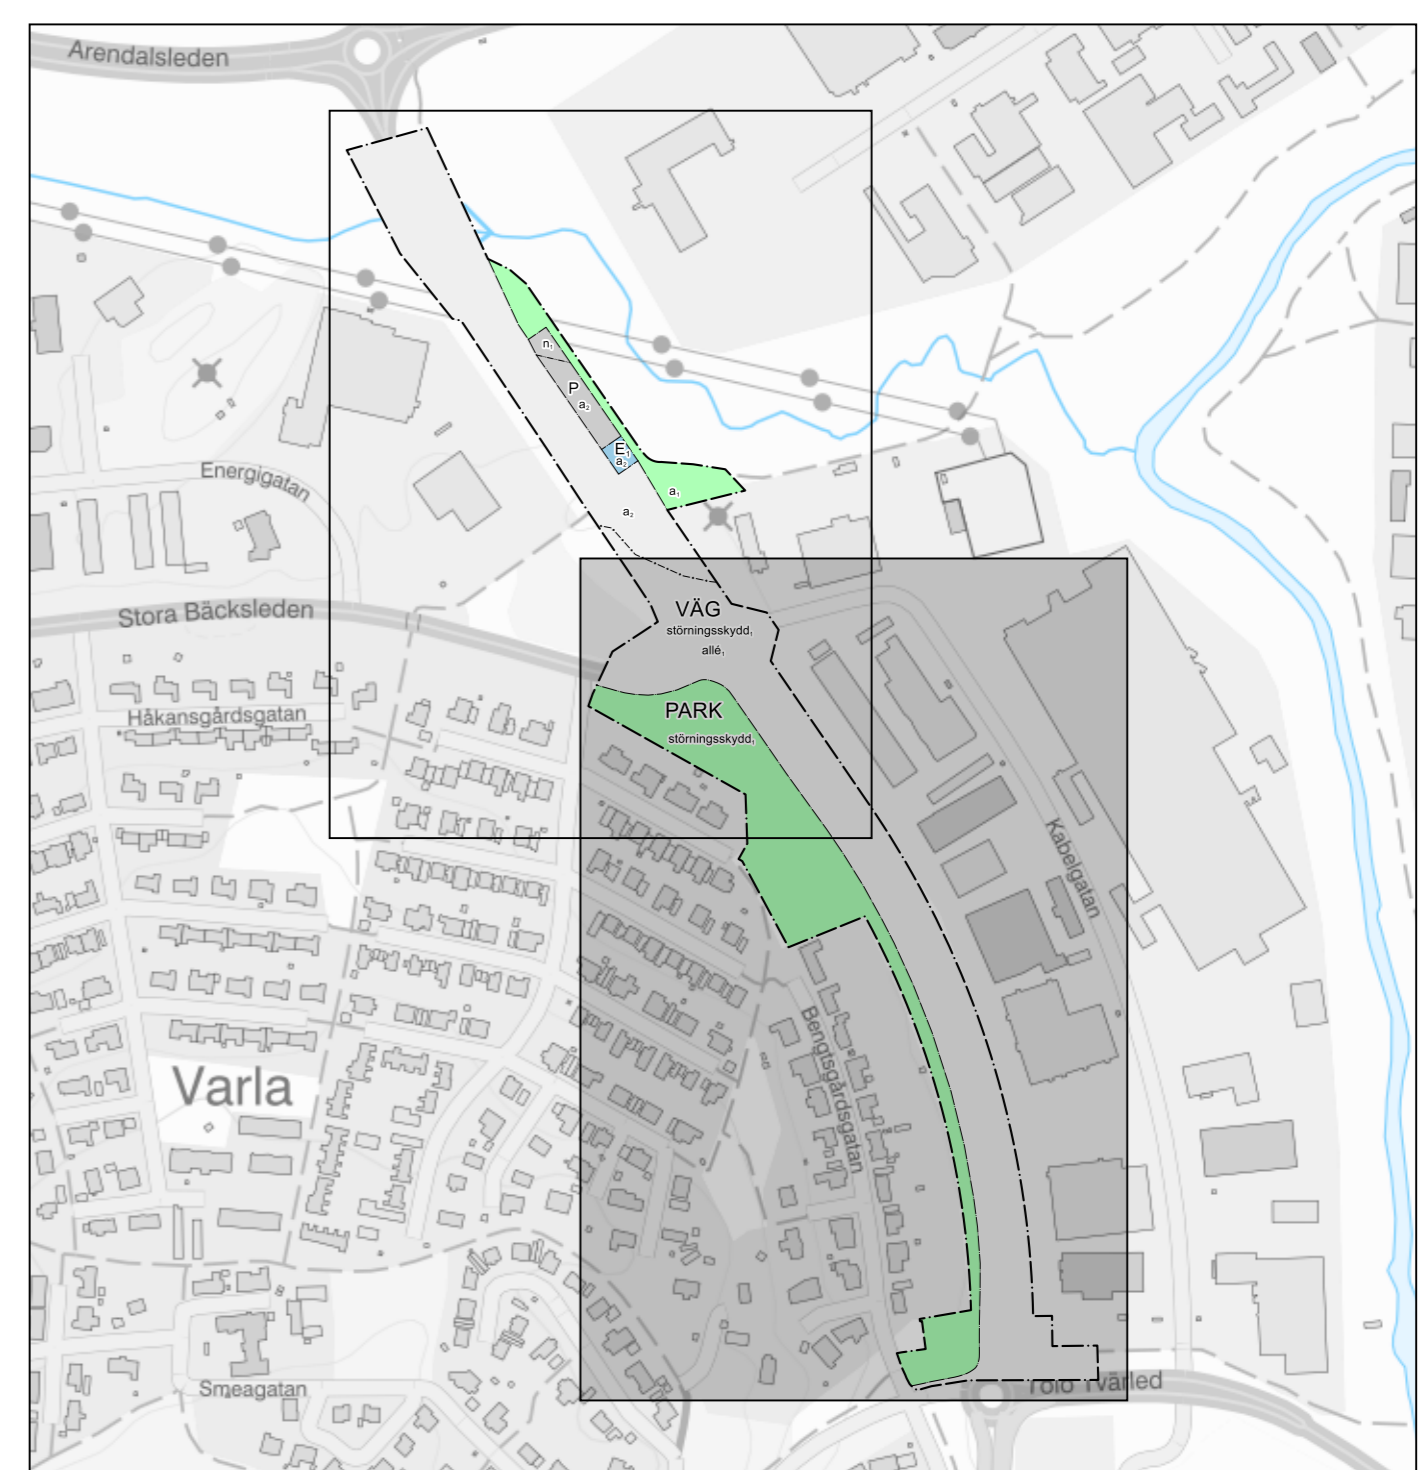 Arendalsleden
n₁
P
a₂
E₁
a₂
Energigatan
a₁
a₂
Stora Bäcksleden
VÄG
störningsskydd₁
allé₁
Håkansgårdsgatan
PARK
störningsskydd₁
Kabelgatan
Bengtsgårdsgatan
Varla
Smeagatan
Tölö Tvärled